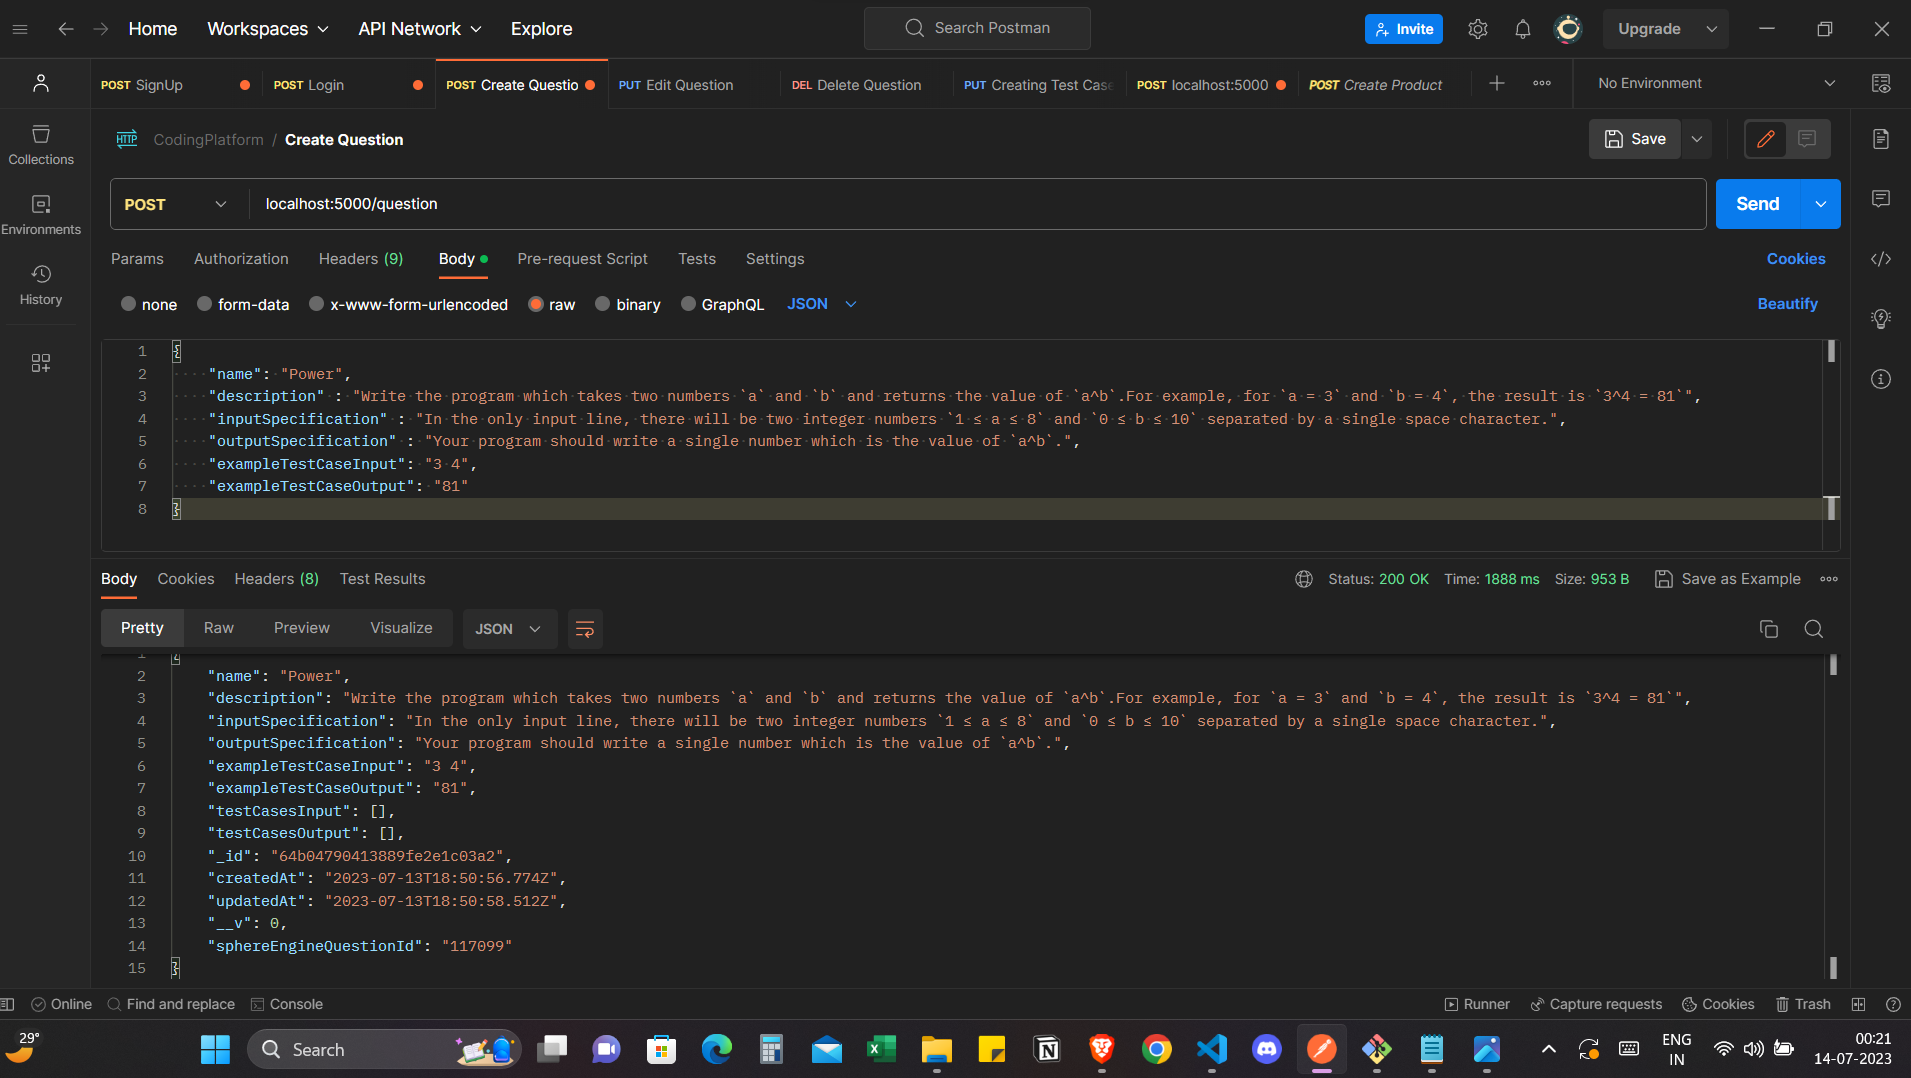 Home Workspaces API Network Explore Search Postman Invite Upgrade
POST SignUp POST Login POST Create Questio PUT Edit Question DEL Delete Question PUT Creating Test Case POST localhost:5000 POST Create Product No Environment
HTTP CodingPlatform / Create Question Save
Collections
POST localhost:5000/question Send
Environments
Params Authorization Headers (9) Body Pre-request Script Tests Settings Cookies
History
none form-data x-www-form-urlencoded raw binary GraphQL JSON Beautify
1 {
2 "name": "Power",
3 "description" : "Write the program which takes two numbers `a` and `b` and returns the value of `a^b`.For example, for `a = 3` and `b = 4`, the result is `3^4 = 81`",
4 "inputSpecification" : "In the only input line, there will be two integer numbers `1 ≤ a ≤ 8` and `0 ≤ b ≤ 10` separated by a single space character.",
5 "outputSpecification" : "Your program should write a single number which is the value of `a^b`.",
6 "exampleTestCaseInput": "3 4",
7 "exampleTestCaseOutput": "81"
8 }
Body Cookies Headers (8) Test Results Status: 200 OK Time: 1888 ms Size: 953 B Save as Example
Pretty Raw Preview Visualize JSON
1 {
2 "name": "Power",
3 "description": "Write the program which takes two numbers `a` and `b` and returns the value of `a^b`.For example, for `a = 3` and `b = 4`, the result is `3^4 = 81`",
4 "inputSpecification": "In the only input line, there will be two integer numbers `1 ≤ a ≤ 8` and `0 ≤ b ≤ 10` separated by a single space character.",
5 "outputSpecification": "Your program should write a single number which is the value of `a^b`.",
6 "exampleTestCaseInput": "3 4",
7 "exampleTestCaseOutput": "81",
8 "testCasesInput": [],
9 "testCasesOutput": [],
10 "_id": "64b04790413889fe2e1c03a2",
11 "createdAt": "2023-07-13T18:50:56.774Z",
12 "updatedAt": "2023-07-13T18:50:58.512Z",
13 "__v": 0,
14 "sphereEngineQuestionId": "117099"
15 }
Online Find and replace Console Runner Capture requests Cookies Trash
29° Search ENG 00:21
IN 14-07-2023